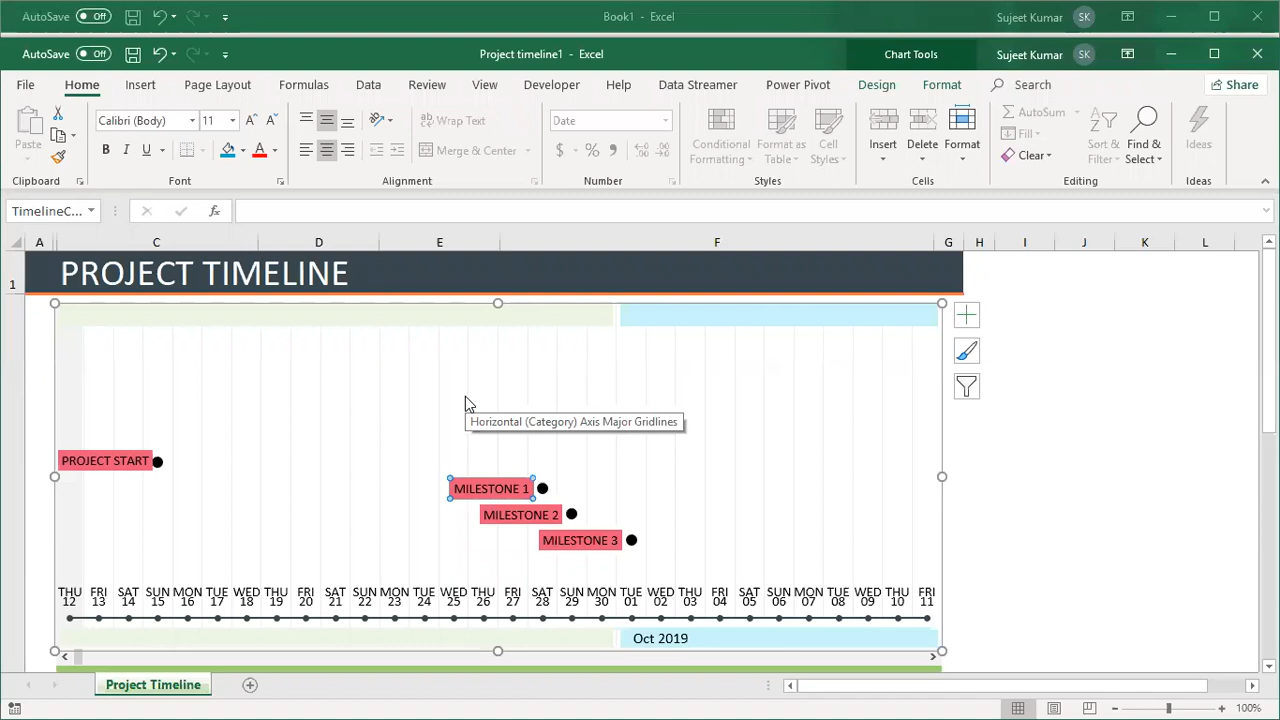 AutoSave Off Book1 - Excel Sujeet Kumar SK
AutoSave Off Project timeline1 - Excel Chart Tools Sujeet Kumar SK
File Home Insert Page Layout Formulas Data Review View Developer Help Data Streamer Power Pivot Design Format Search Share
Paste
Calibri (Body) 11
B I U A
Wrap Text
Merge & Center
Date
$ % ,
Conditional Formatting
Format as Table
Cell Styles
Insert Delete Format
AutoSum
Fill
Clear
Sort & Filter
Find & Select
Ideas
Clipboard Font Alignment Number Styles Cells Editing Ideas
TimelineC... fx
A C D E F G H I J K L
1 PROJECT TIMELINE
Horizontal (Category) Axis Major Gridlines
PROJECT START
MILESTONE 1
MILESTONE 2
MILESTONE 3
THU FRI SAT SUN MON TUE WED THU FRI SAT SUN MON TUE WED THU FRI SAT SUN MON TUE WED THU FRI SAT SUN MON TUE WED THU FRI
12 13 14 15 16 17 18 19 20 21 22 23 24 25 26 27 28 29 30 01 02 03 04 05 06 07 08 09 10 11
Oct 2019
Project Timeline
100%